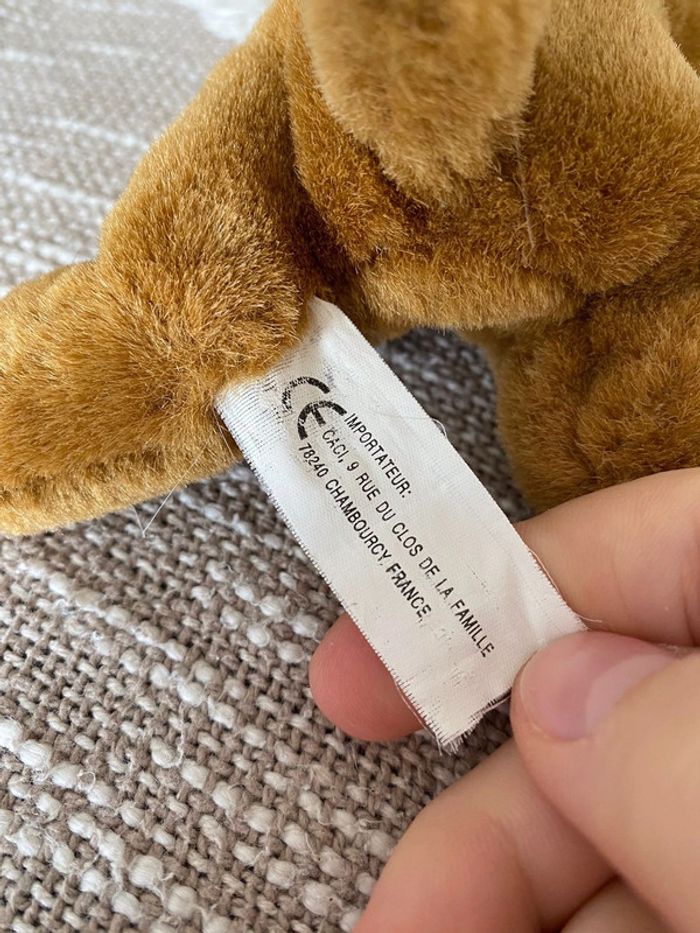 CE
IMPORTATEUR:
CACI, 9 RUE DU CLOS DE LA FAMILLE
78240 CHAMBOURCY, FRANCE,